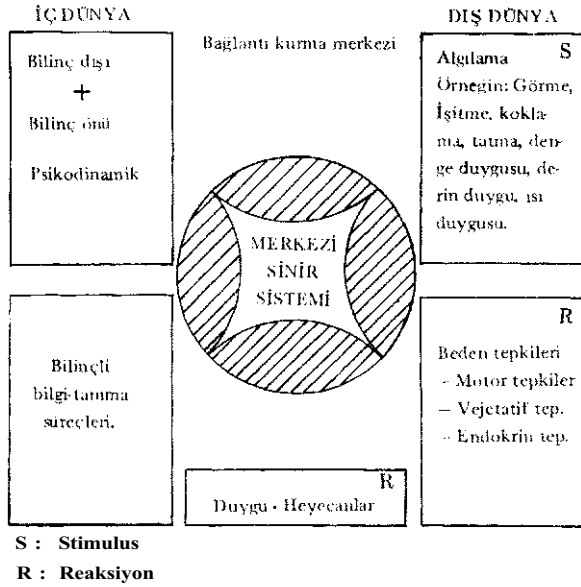 İÇ DÜNYA
Bilinç dışı
+
Bilinç önü
Psikodinamik
Bilinçli
bilgi-tanıma
süreçleri.
Bağlantı kurma merkezi
MERKEZİ
SİNİR
SİSTEMİ
R
Duygu - Heyecanlar
DIŞ DÜNYA
S
Algılama
Örneğin: Görme,
İşitme, kokla-
ma, tatma, den-
ge duygusu, de-
rin duygu, ısı
duygusu.
R
Beden tepkileri
- Motor tepkiler
– Vejetatif tep.
- Endokrin tep.
S : Stimulus
R : Reaksiyon